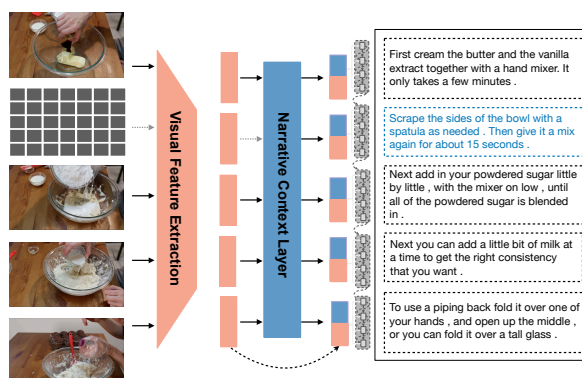 Visual Feature Extraction
Narrative Context Layer
First cream the butter and the vanilla
extract together with a hand mixer. It
only takes a few minutes .
Scrape the sides of the bowl with a
spatula as needed . Then give it a mix
again for about 15 seconds .
Next add in your powdered sugar little
by little , with the mixer on low , until
all of the powdered sugar is blended
in .
Next you can add a little bit of milk at
a time to get the right consistency
that you want .
To use a piping back fold it over one of
your hands , and open up the middle ,
or you can fold it over a tall glass .